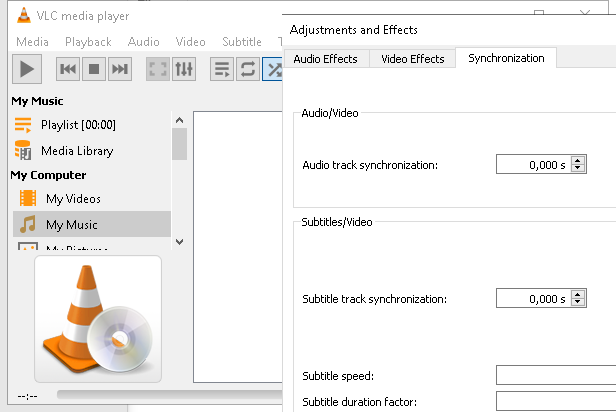 VLC media player
Media Playback Audio Video Subtitle
My Music
Playlist [00:00]
Media Library
My Computer
My Videos
My Music
My Pictures
--:--
Adjustments and Effects
Audio Effects Video Effects Synchronization
Audio/Video
Audio track synchronization: 0,000 s
Subtitles/Video
Subtitle track synchronization: 0,000 s
Subtitle speed:
Subtitle duration factor: